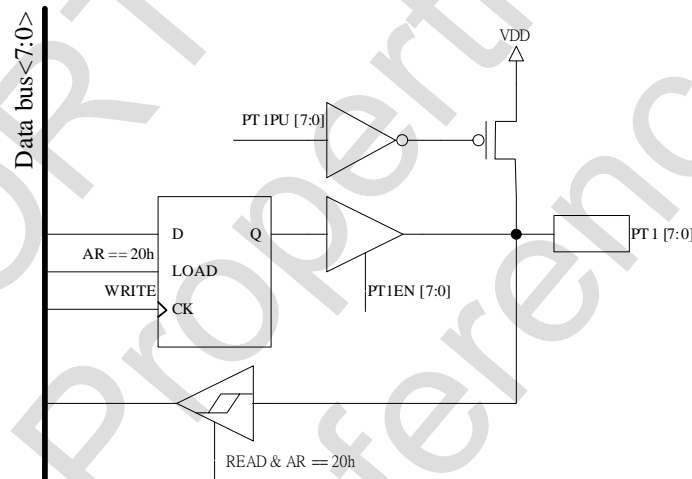 Data bus<7:0>
VDD
PT1PU [7:0]
D
Q
AR == 20h
LOAD
WRITE
CK
PT1 [7:0]
PT1EN [7:0]
READ & AR == 20h